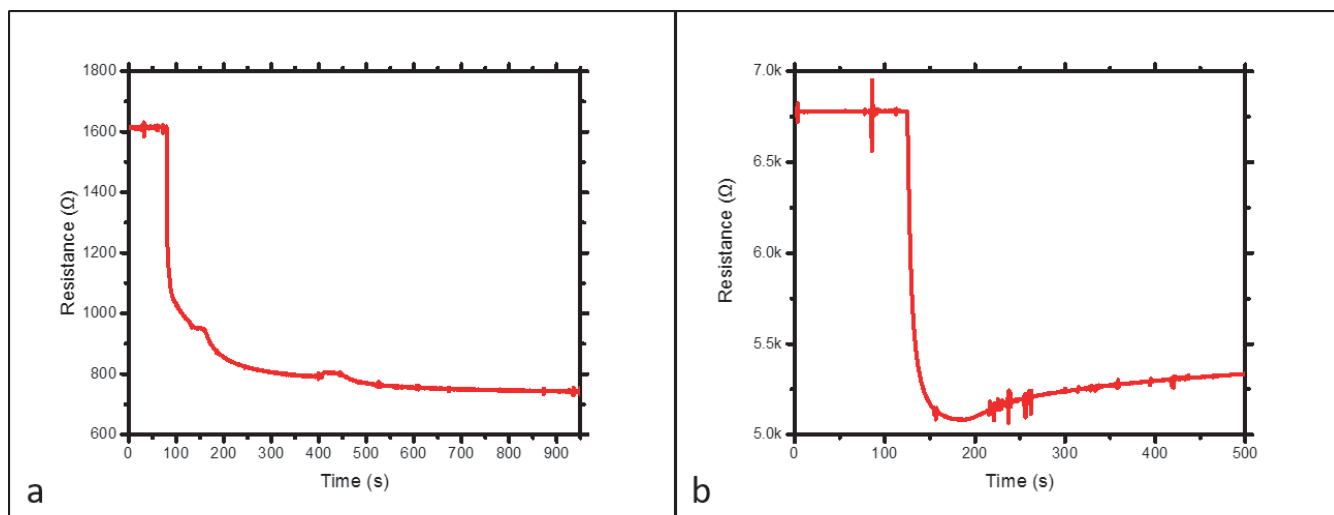 1800
1600
1400
1200
1000
800
600
Resistance (Ω)
0 100 200 300 400 500 600 700 800 900
Time (s)
a
7.0k
6.5k
6.0k
5.5k
5.0k
Resistance (Ω)
0 100 200 300 400 500
Time (s)
b